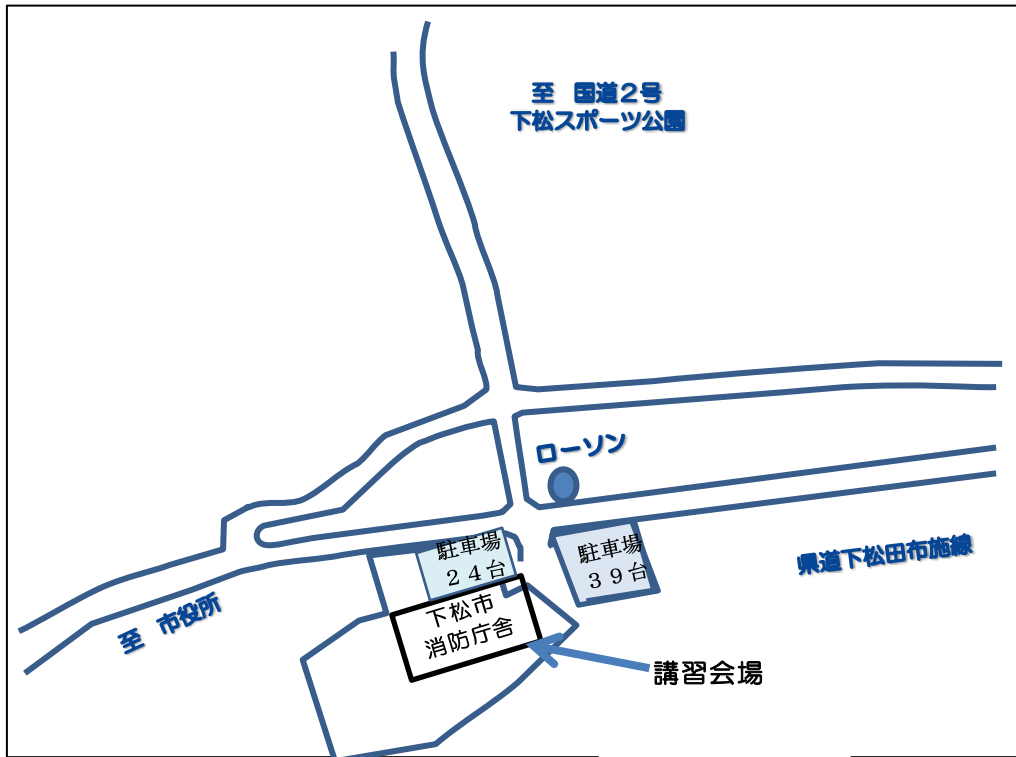 至　国道２号
下松スポーツ公園
ローソン
駐車場
２４台
駐車場
３９台
県道下松田布施線
下松市
消防庁舎
至　市役所
講習会場